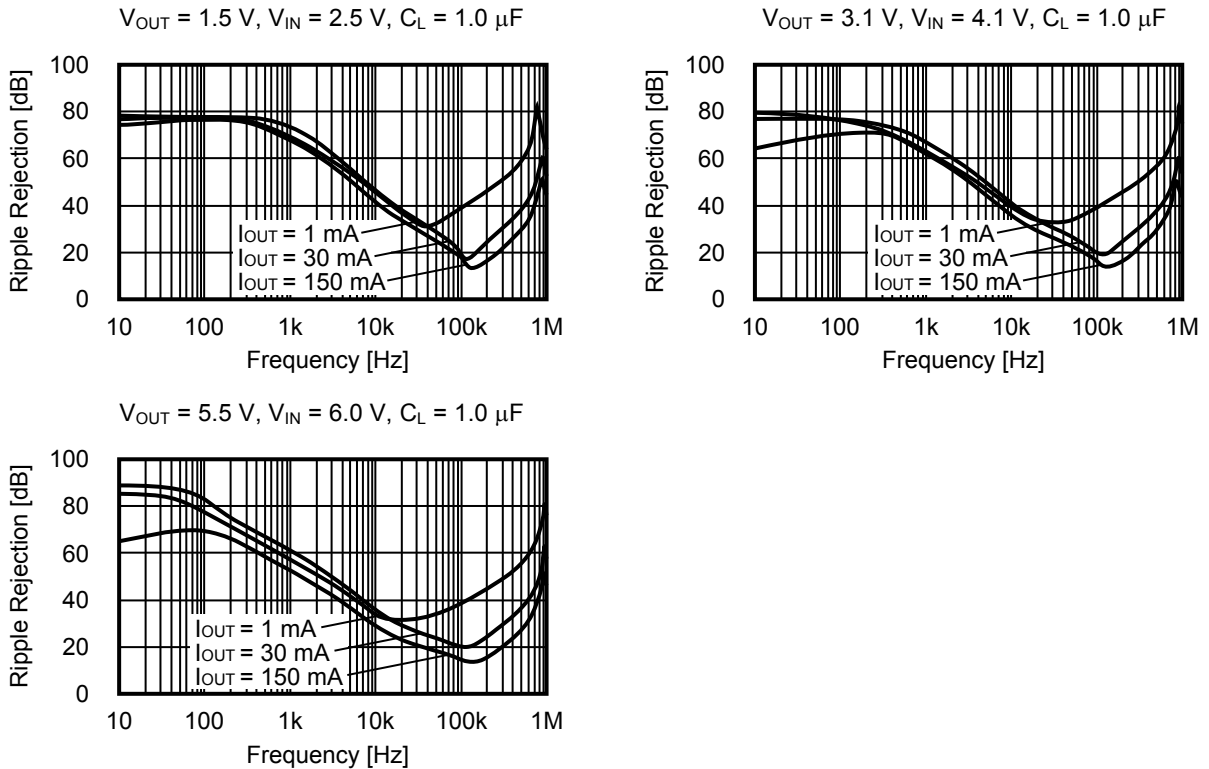 VOUT = 1.5 V, VIN = 2.5 V, CL = 1.0 μF
Ripple Rejection [dB]
100
80
60
40
20
0
IOUT = 1 mA
IOUT = 30 mA
IOUT = 150 mA
10 100 1k 10k 100k 1M
Frequency [Hz]
VOUT = 3.1 V, VIN = 4.1 V, CL = 1.0 μF
Ripple Rejection [dB]
100
80
60
40
20
0
IOUT = 1 mA
IOUT = 30 mA
IOUT = 150 mA
10 100 1k 10k 100k 1M
Frequency [Hz]
VOUT = 5.5 V, VIN = 6.0 V, CL = 1.0 μF
Ripple Rejection [dB]
100
80
60
40
20
0
IOUT = 1 mA
IOUT = 30 mA
IOUT = 150 mA
10 100 1k 10k 100k 1M
Frequency [Hz]